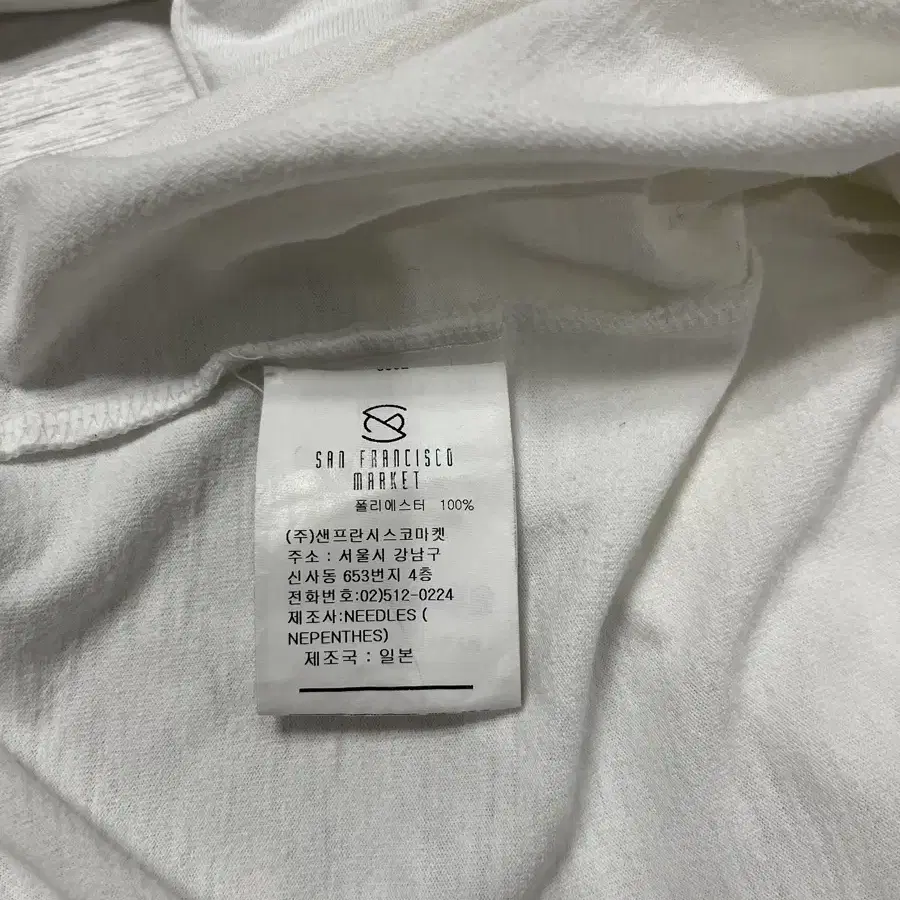 SAN FRANCISCO
MARKET
폴리에스터 100%
(주)샌프란시스코마켓
주소 : 서울시 강남구
신사동 653번지 4층
전화번호:02)512-0224
제조사:NEEDLES (
NEPENTHES)
제조국 : 일본